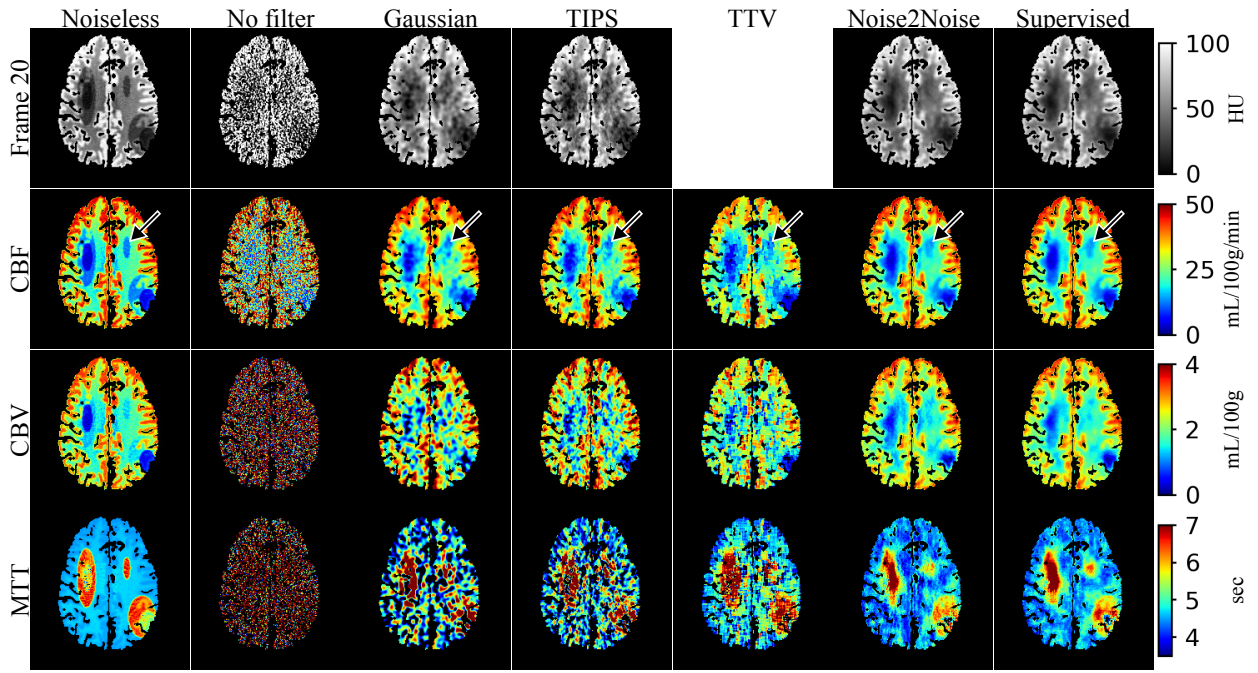 Noiseless No filter Gaussian TIPS TTV Noise2Noise Supervised
Frame 20
100
50
0
HU
CBF
50
25
0
mL/100g/min
CBV
4
2
0
mL/100g
MTT
7
6
5
4
sec